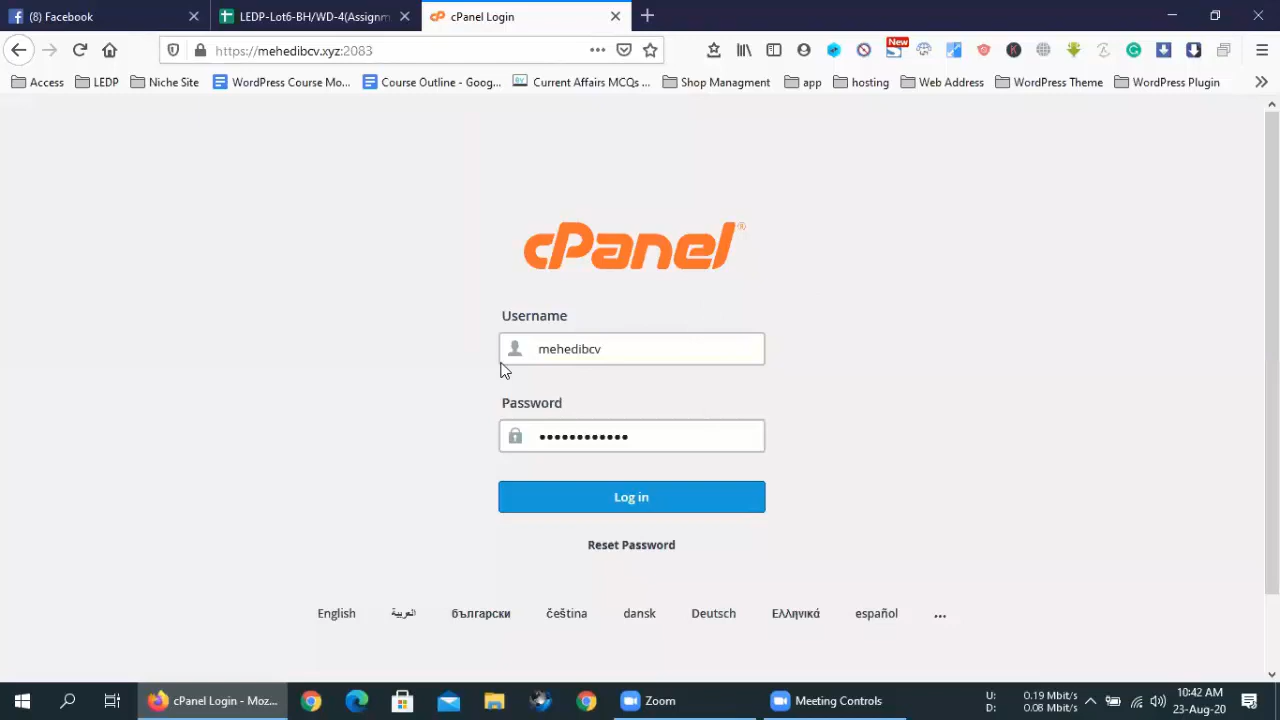 (8) Facebook
LEDP-Lot6-BH/WD-4(Assignm
cPanel Login
https://mehedibcv.xyz:2083
New
Access
LEDP
Niche Site
WordPress Course Mo...
Course Outline - Goog...
Current Affairs MCQs ...
Shop Managment
app
hosting
Web Address
WordPress Theme
WordPress Plugin
cPanel®
Username
mehedibcv
Password
Log in
Reset Password
English
العربية
български
čeština
dansk
Deutsch
Ελληνικά
español
...
cPanel Login - Moz...
Zoom
Meeting Controls
U: 0.19 Mbit/s
D: 0.08 Mbit/s
10:42 AM
23-Aug-20